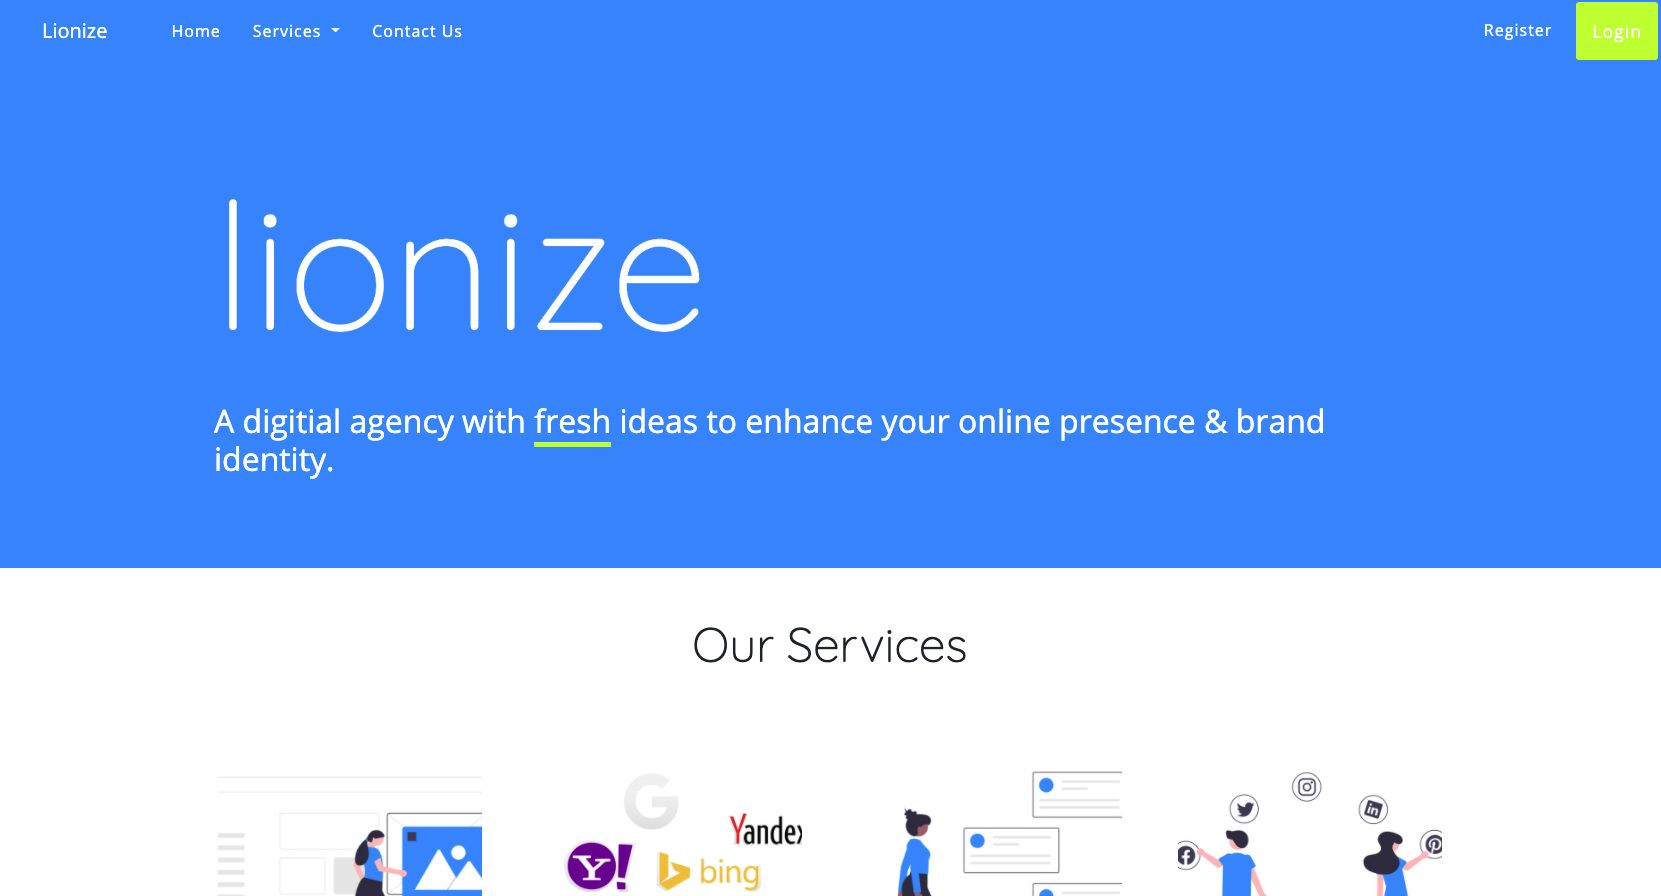 Lionize Home Services Contact Us Register Login
lionize
A digitial agency with fresh ideas to enhance your online presence & brand
identity.
Our Services
G
Yandex
Y! bing